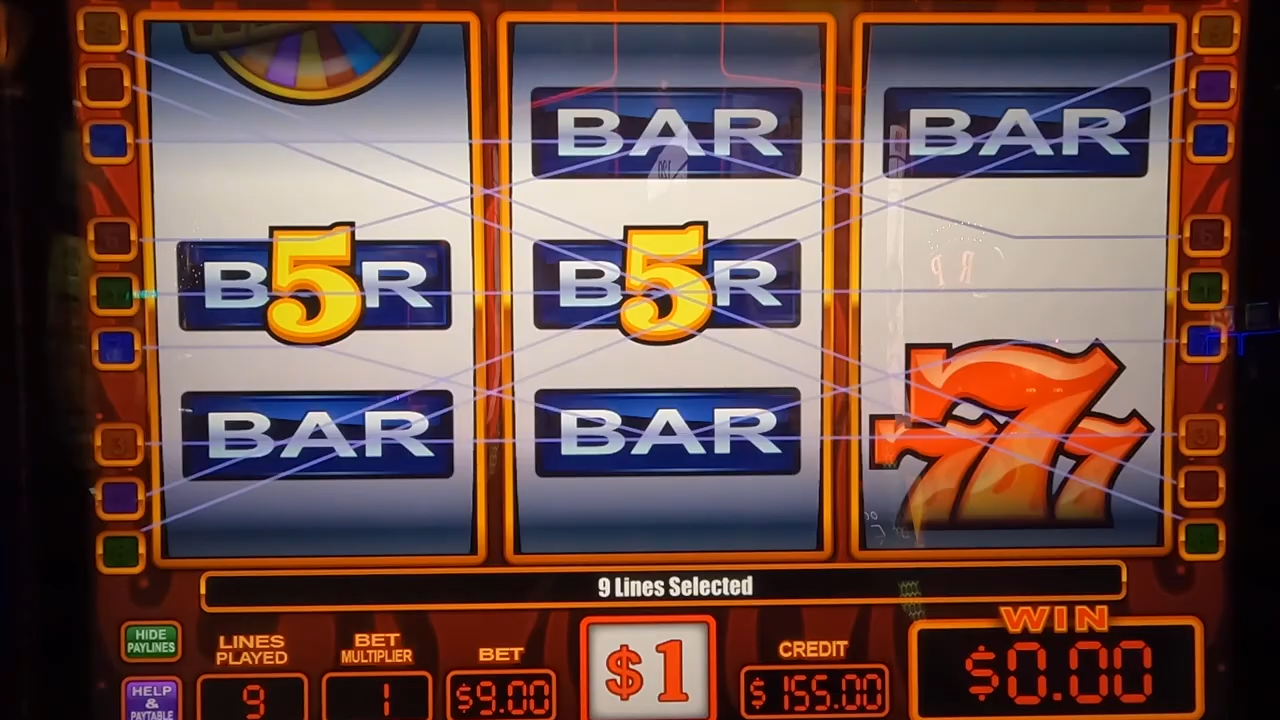 BAR BAR
B5R B5R
BAR BAR 777
9 Lines Selected
WIN
HIDE
PAYLINES
LINES
PLAYED
BET
MULTIPLIER
BET
$1
CREDIT
$0.00
HELP
&
PAYTABLE
9
1
$9.00
$155.00